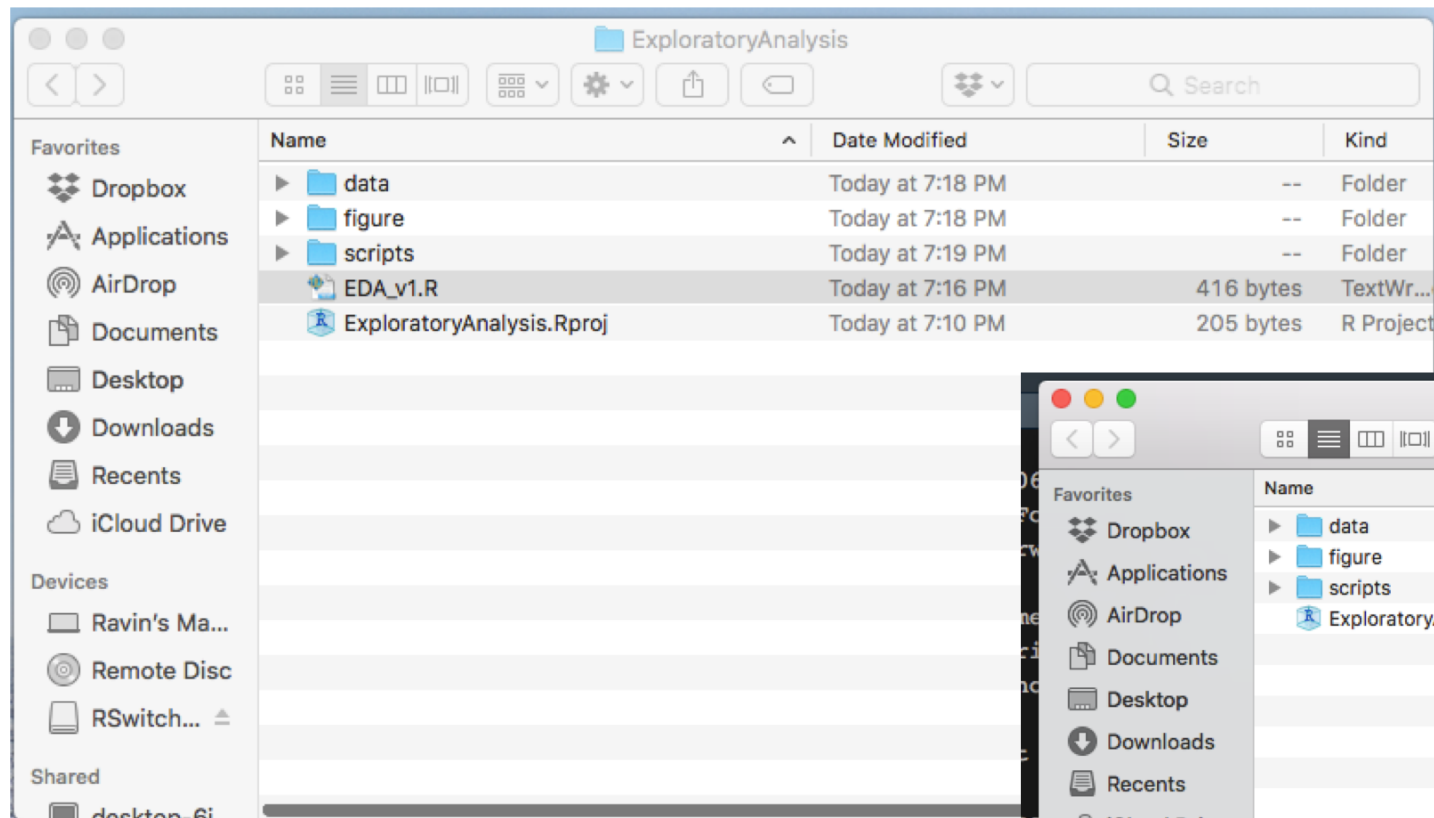 ExploratoryAnalysis
Search
Favorites
Dropbox
Applications
AirDrop
Documents
Desktop
Downloads
Recents
iCloud Drive
Devices
Ravin's Ma...
Remote Disc
RSwitch...
Shared
Name Date Modified Size Kind
data Today at 7:18 PM -- Folder
figure Today at 7:18 PM -- Folder
scripts Today at 7:19 PM -- Folder
EDA_v1.R Today at 7:16 PM 416 bytes TextWr...
ExploratoryAnalysis.Rproj Today at 7:10 PM 205 bytes R Project
Favorites
Dropbox
Applications
AirDrop
Documents
Desktop
Downloads
Recents
Name
data
figure
scripts
Exploratory